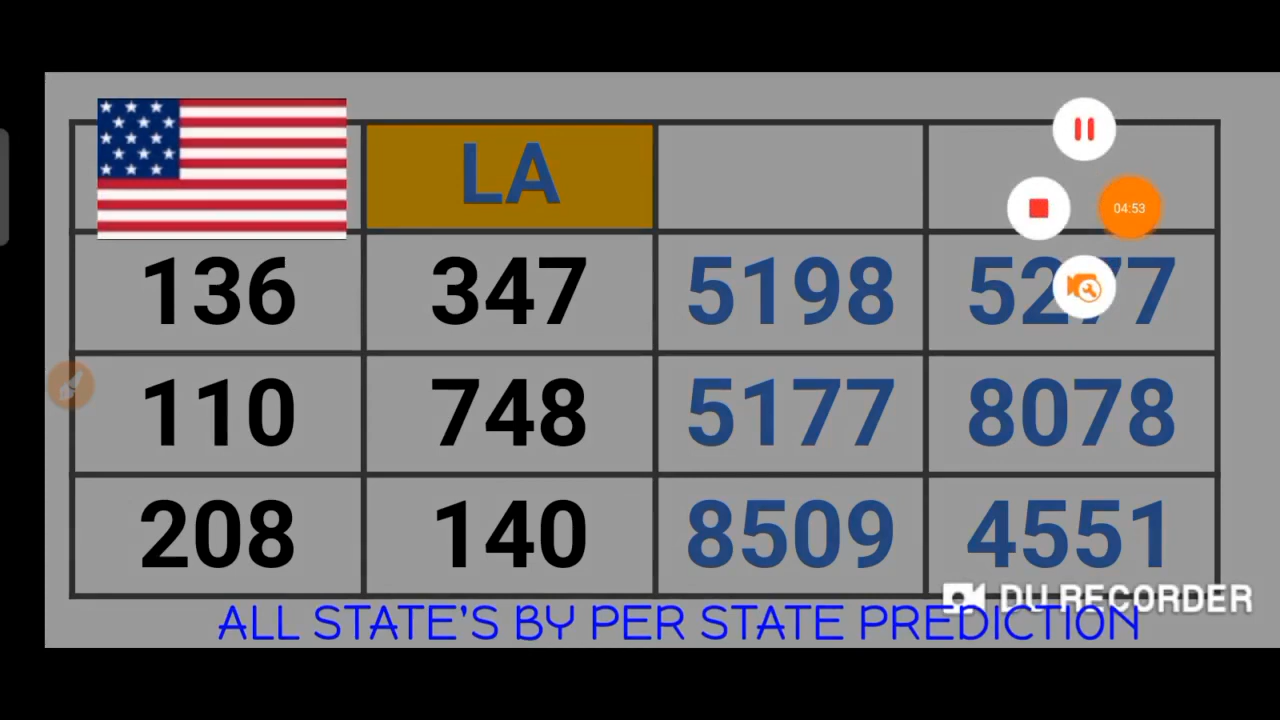 LA
04:53
136 347 5198 5277
110 748 5177 8078
208 140 8509 4551
DU RECORDER
ALL STATE'S BY PER STATE PREDICTION